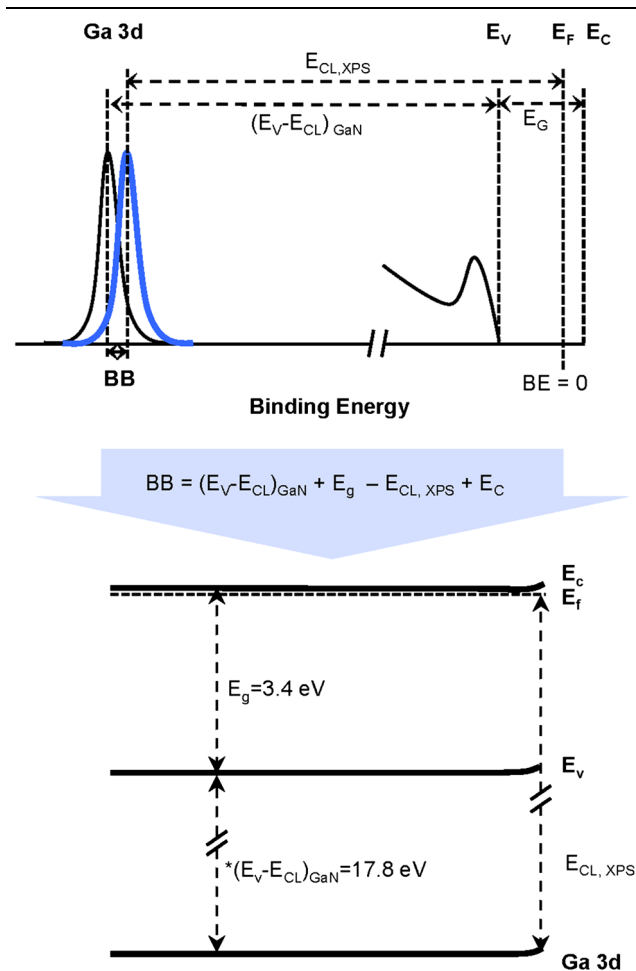 Ga 3d E_V E_F E_C
E_CL,XPS
(E_V-E_CL)_GaN E_G
BB
BE = 0
Binding Energy
BB = (E_V-E_CL)_GaN + E_g – E_CL, XPS + E_C
E_c
E_f
E_g=3.4 eV
E_v
*(E_v-E_CL)_GaN=17.8 eV E_CL, XPS
Ga 3d